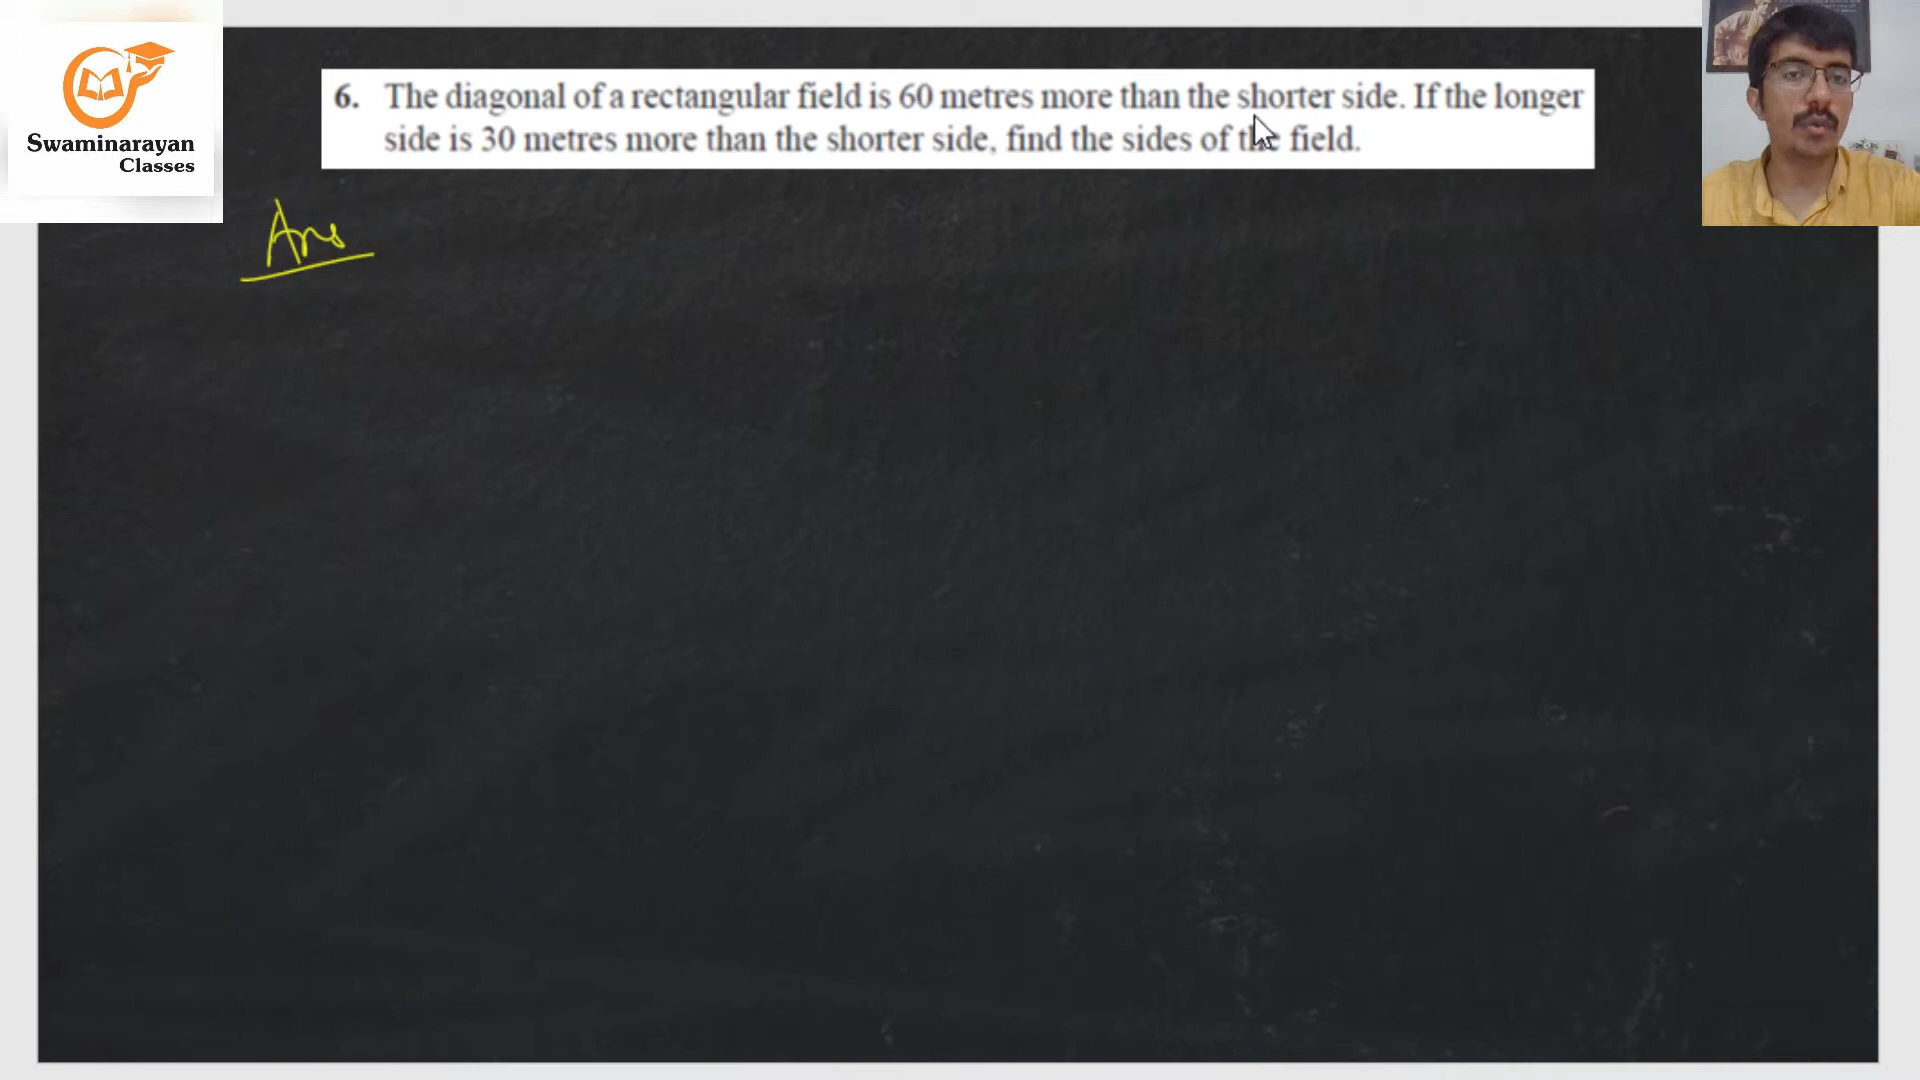 Swaminarayan
Classes
6. The diagonal of a rectangular field is 60 metres more than the shorter side. If the longer
side is 30 metres more than the shorter side, find the sides of the field.
Ans